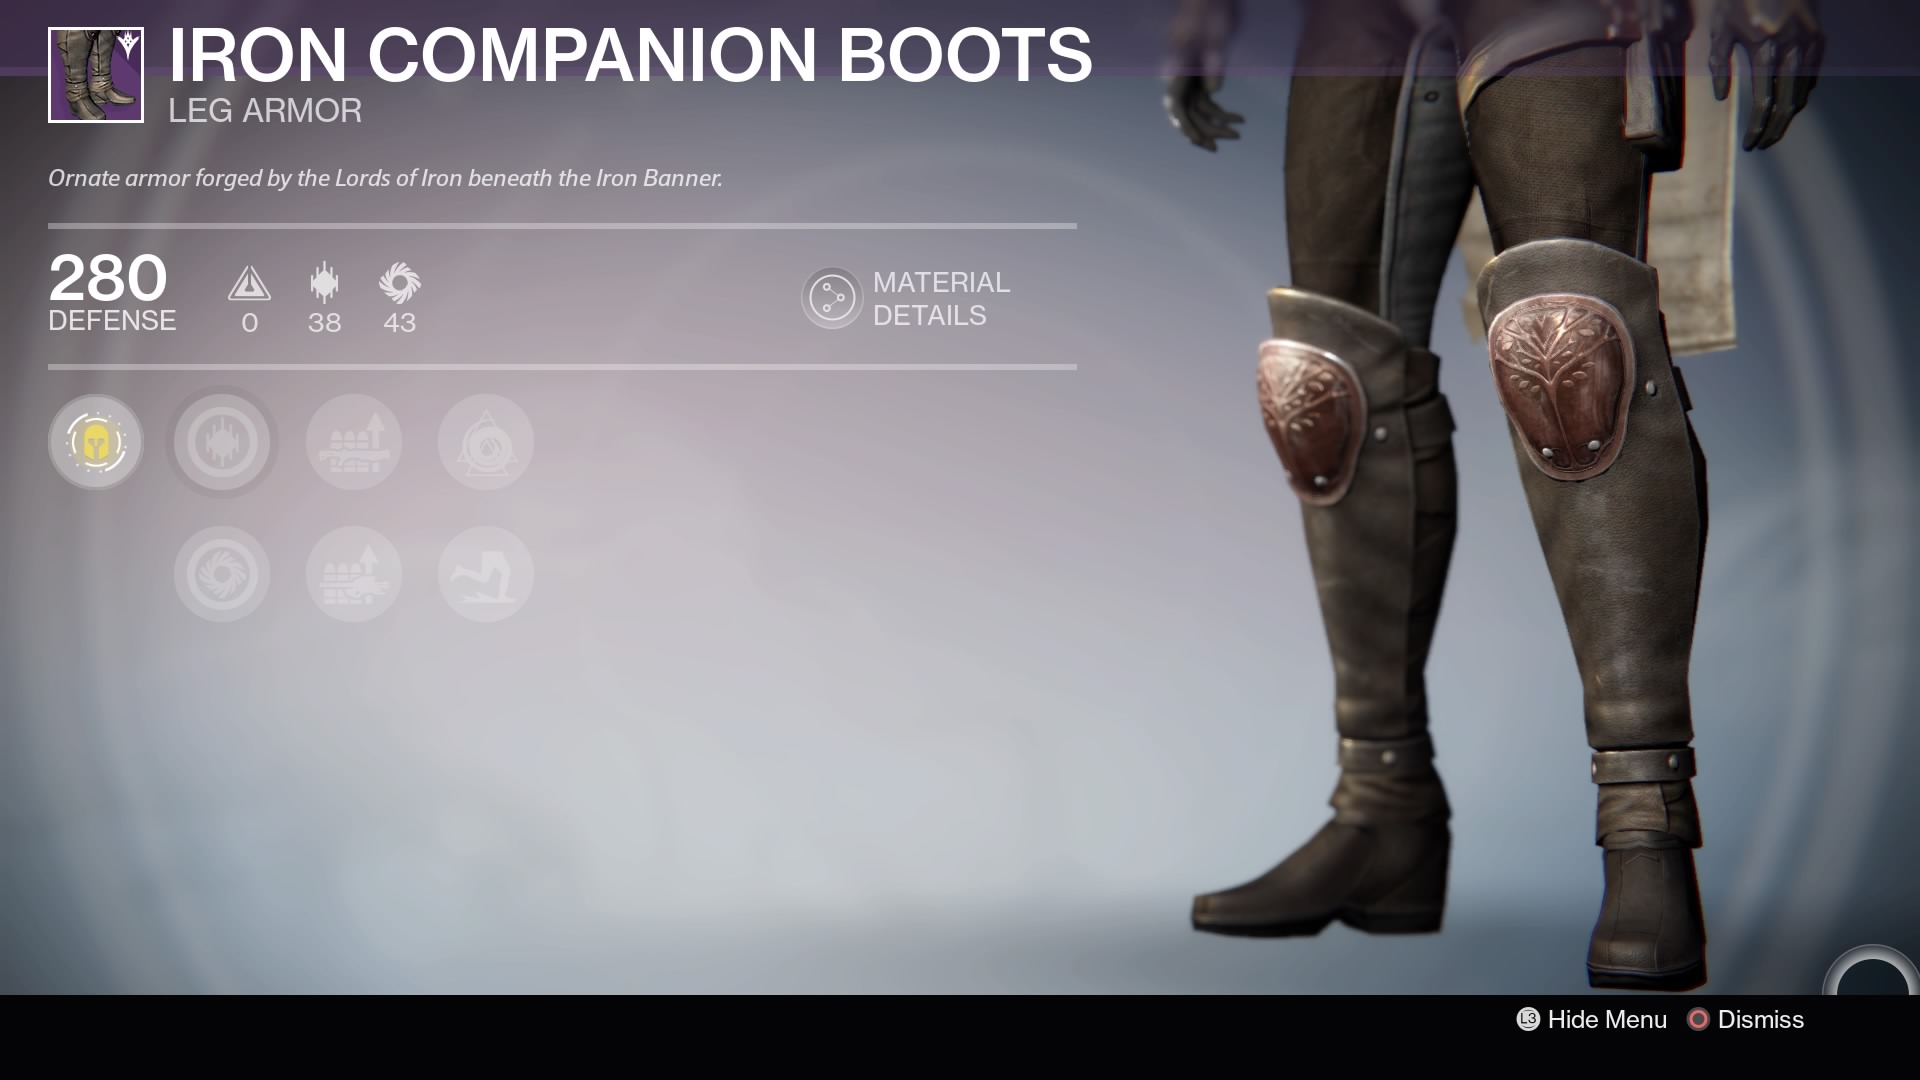 IRON COMPANION BOOTS
LEG ARMOR
Ornate armor forged by the Lords of Iron beneath the Iron Banner.
280
DEFENSE
0
38
43
MATERIAL
DETAILS
L3 Hide Menu
Dismiss